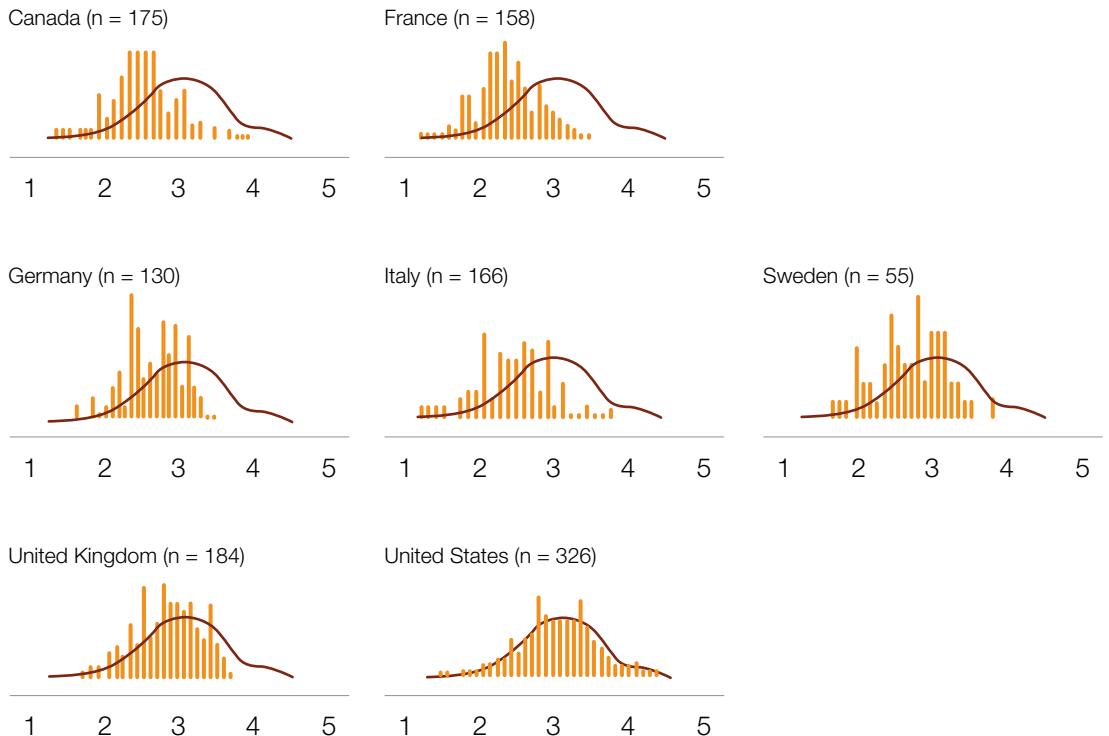 Canada (n = 175)
France (n = 158)
1 2 3 4 5
1 2 3 4 5
Germany (n = 130)
Italy (n = 166)
Sweden (n = 55)
1 2 3 4 5
1 2 3 4 5
1 2 3 4 5
United Kingdom (n = 184)
United States (n = 326)
1 2 3 4 5
1 2 3 4 5